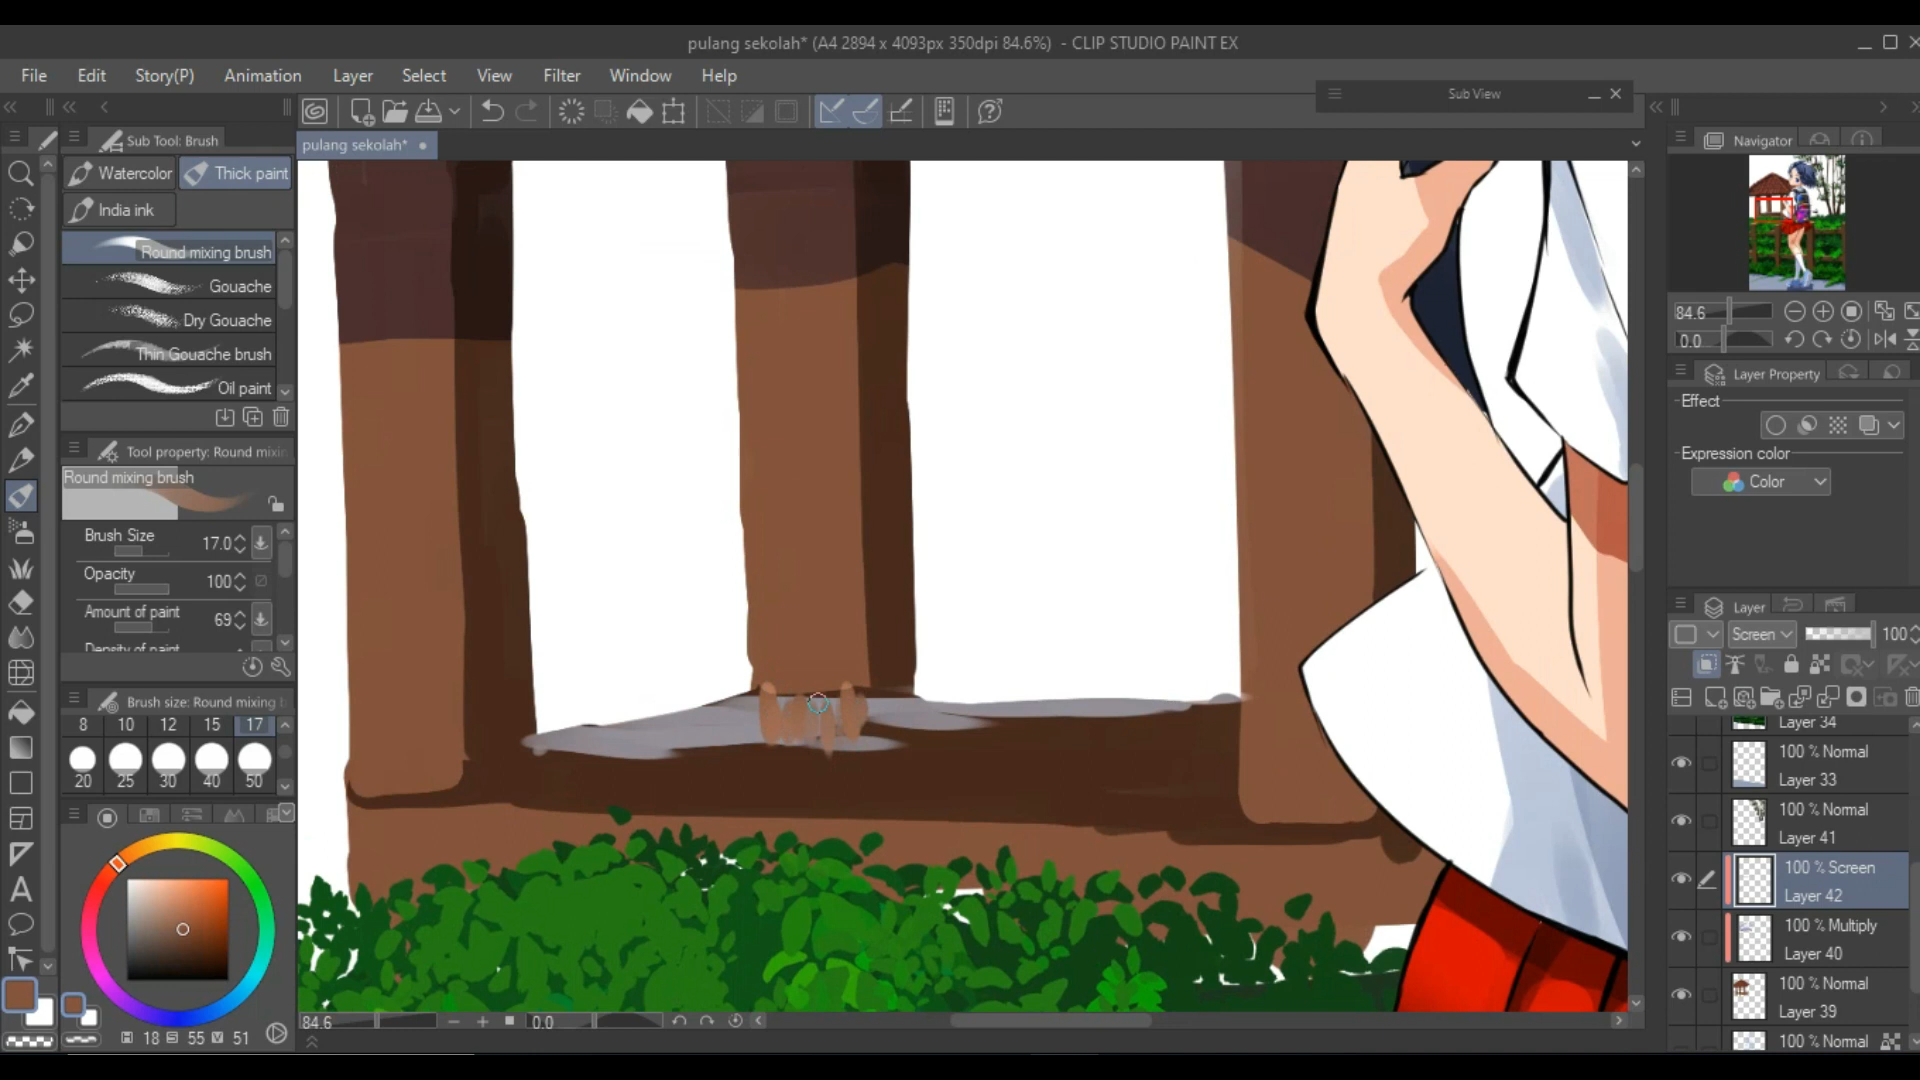 pulang sekolah* (A4 2894 x 4093px 350dpi 84.6%) - CLIP STUDIO PAINT EX
File Edit Story(P) Animation Layer Select View Filter Window Help
Sub View
Sub Tool: Brush
pulang sekolah*
Navigator
Watercolor
Thick paint
India ink
Round mixing brush
Gouache
Dry Gouache
Thin Gouache brush
Oil paint
84.6
0.0
Layer Property
Effect
Expression color
Color
Tool property: Round mixin
Round mixing brush
Brush Size 17.0
Opacity 100
Amount of paint 69
Density of paint
Layer
Screen 100
Brush size: Round mixing
8 10 12 15 17
20 25 30 40 50
Layer 34
100 % Normal
Layer 33
100 % Normal
Layer 41
100 % Screen
Layer 42
100 % Multiply
Layer 40
100 % Normal
Layer 39
100 % Normal
A
84.6
0.0
H 18 S 55 V 51